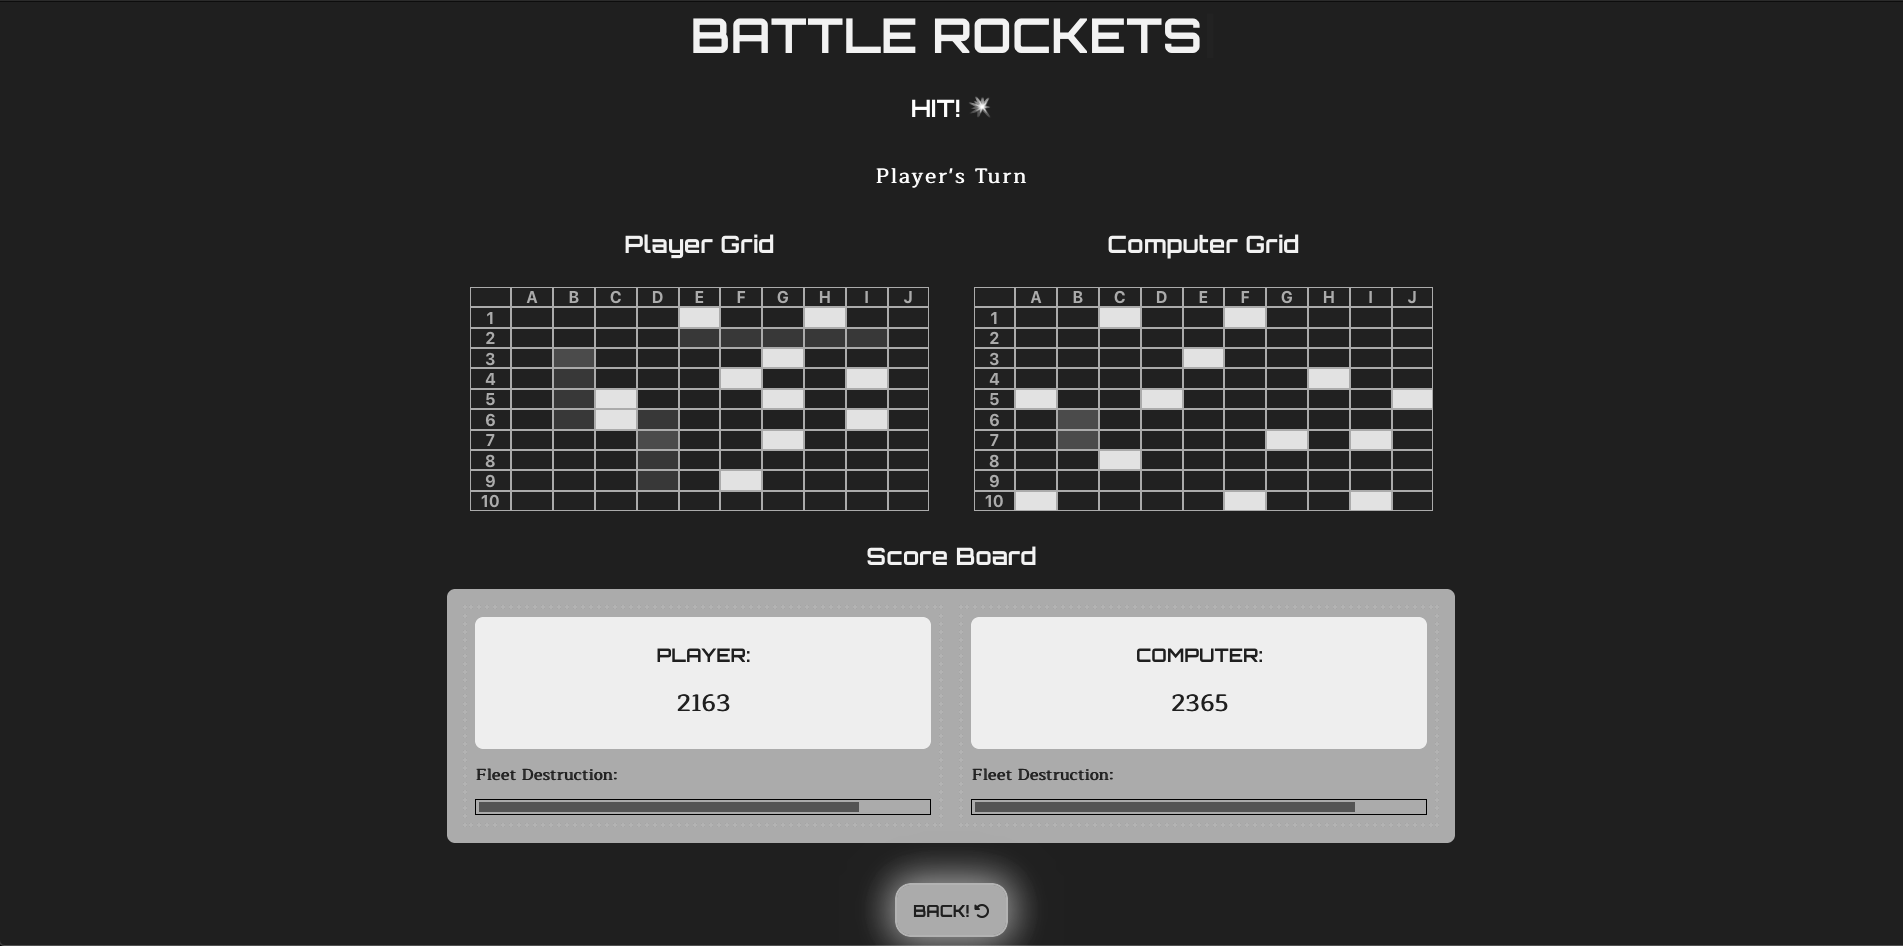 BATTLE ROCKETS
HIT!
Player's Turn
Player Grid
Computer Grid
A B C D E F G H I J
1
2
3
4
5
6
7
8
9
10
A B C D E F G H I J
1
2
3
4
5
6
7
8
9
10
Score Board
PLAYER:
2163
Fleet Destruction:
COMPUTER:
2365
Fleet Destruction:
BACK!